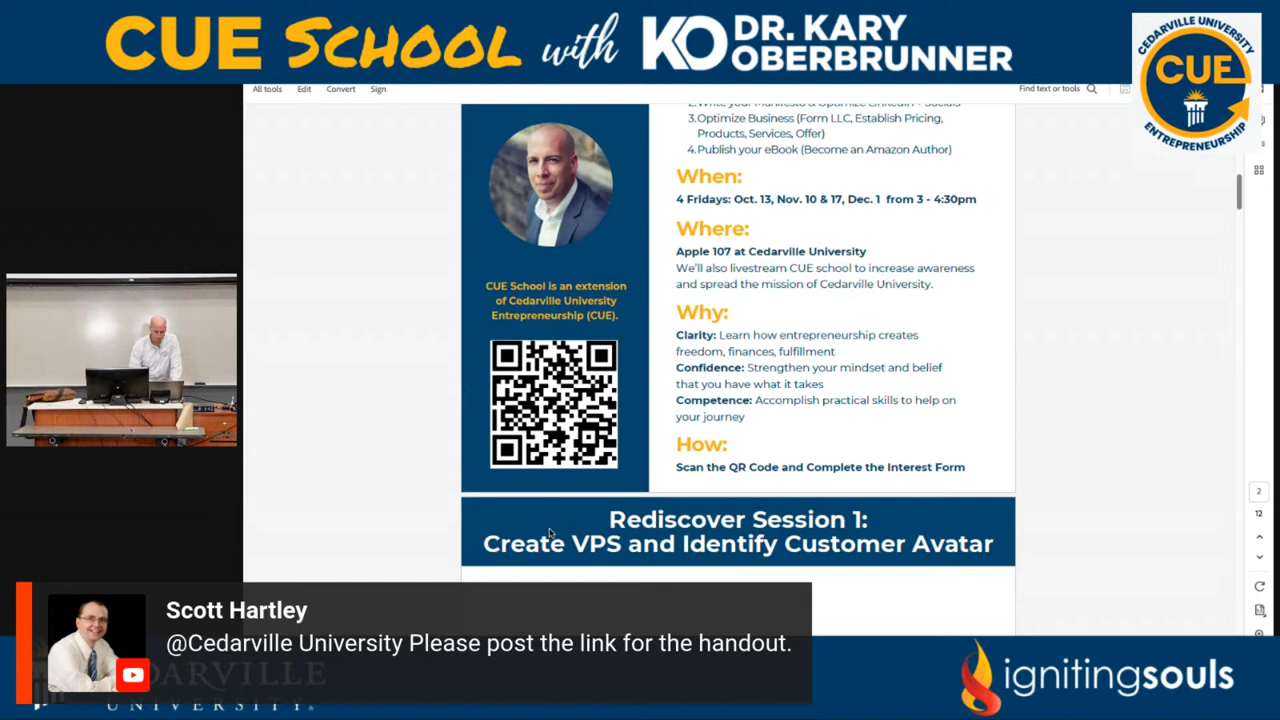 CUE SCHOOL with KO DR. KARY OBERBRUNNER
CEDARVILLE UNIVERSITY
CUE
ENTREPRENEURSHIP
All tools Edit Convert Sign
Find text or tools
2.Write your Manifesto & Optimize LinkedIn + Socials
3.Optimize Business (Form LLC, Establish Pricing,
Products, Services, Offer)
4.Publish your eBook (Become an Amazon Author)
When:
4 Fridays: Oct. 13, Nov. 10 & 17, Dec. 1 from 3 - 4:30pm
Where:
Apple 107 at Cedarville University
We'll also livestream CUE school to increase awareness
and spread the mission of Cedarville University.
Why:
Clarity: Learn how entrepreneurship creates
freedom, finances, fulfillment
Confidence: Strengthen your mindset and belief
that you have what it takes
Competence: Accomplish practical skills to help on
your journey
How:
Scan the QR Code and Complete the Interest Form
CUE School is an extension
of Cedarville University
Entrepreneurship (CUE).
2
12
Rediscover Session 1:
Create VPS and Identify Customer Avatar
Scott Hartley
@Cedarville University Please post the link for the handout.
UNIVERSITY.
ignitingsouls